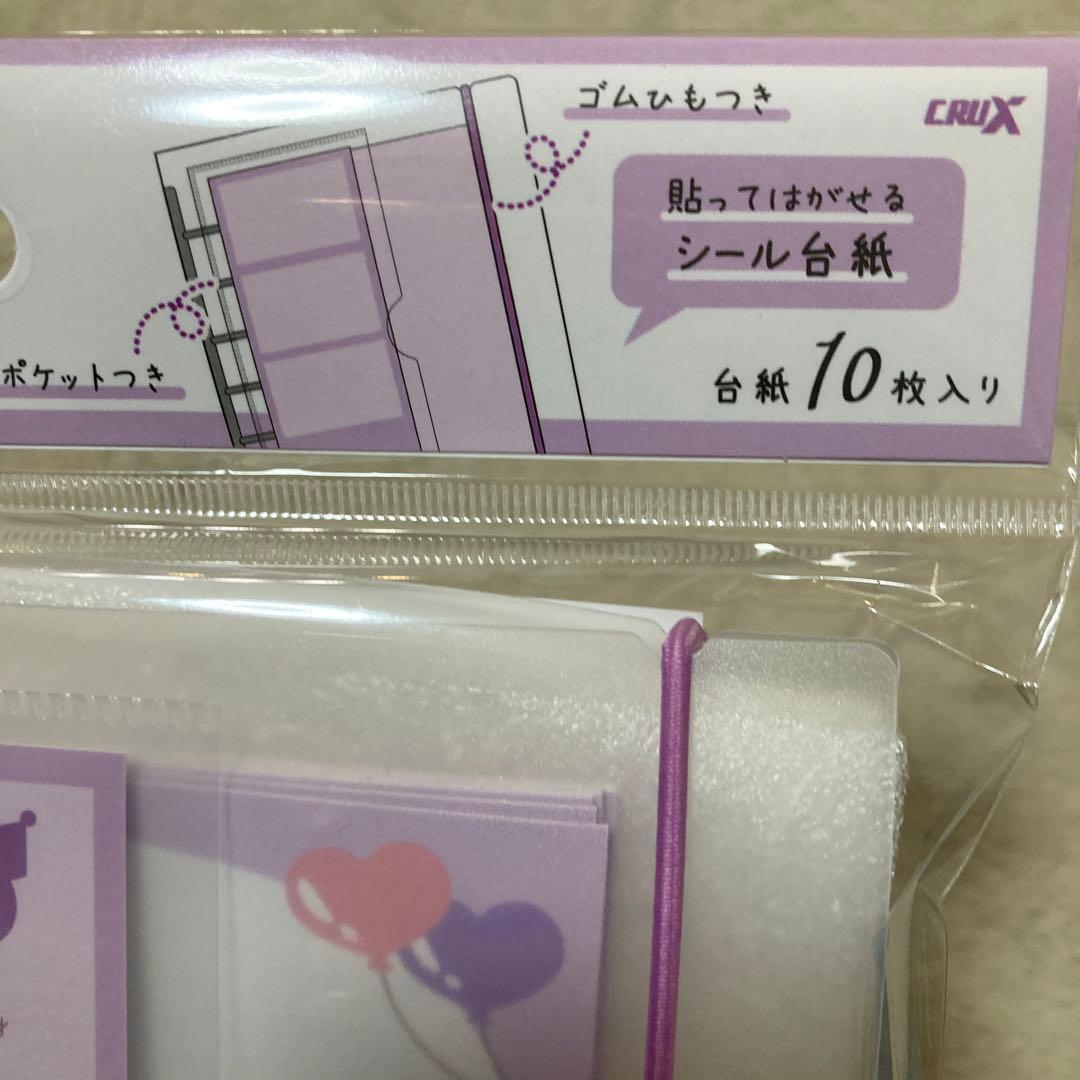 ゴムひもつき
CRUX
貼ってはがせる
シール台紙
ポケットつき
台紙10枚入り